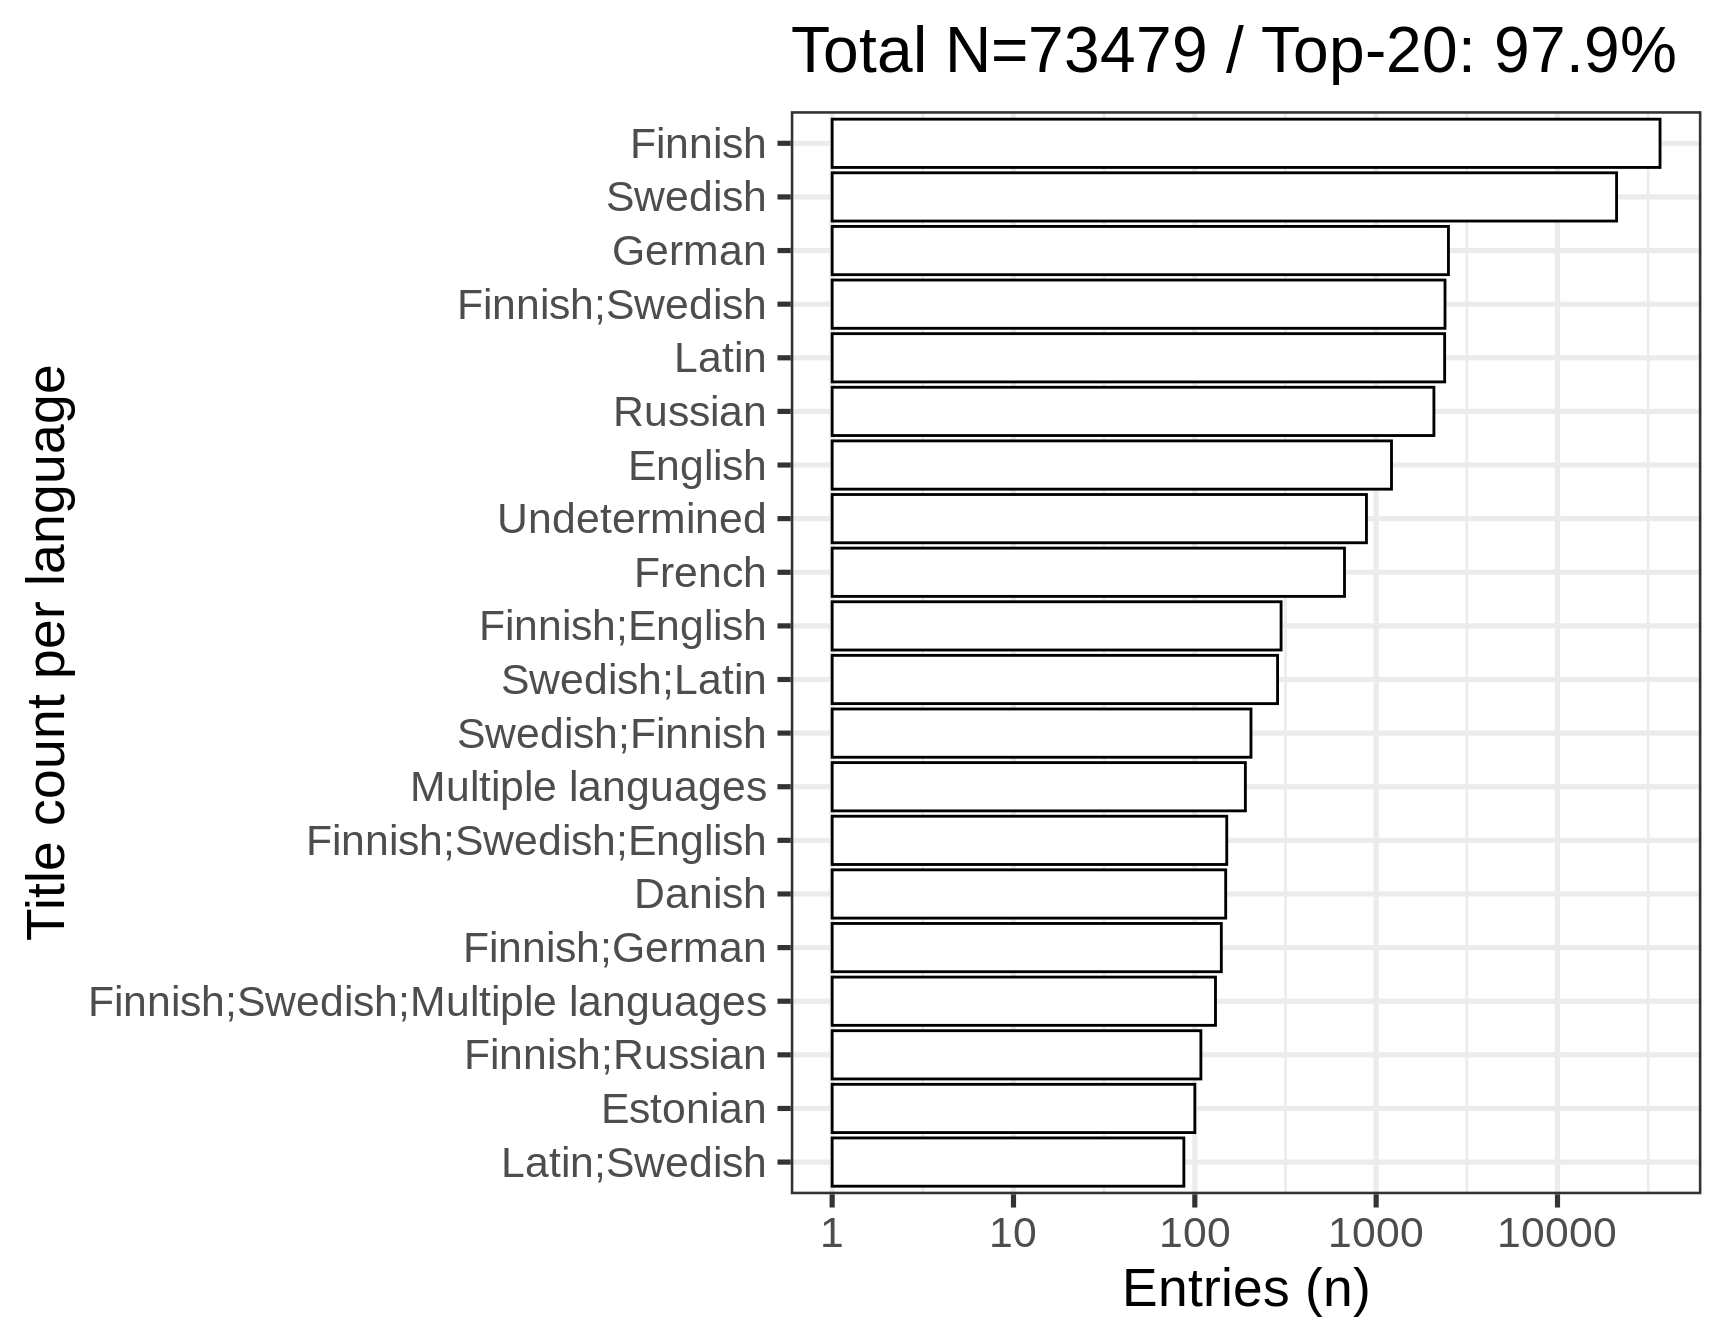 Total N=73479 / Top-20: 97.9%
Title count per language
Finnish
Swedish
German
Finnish;Swedish
Latin
Russian
English
Undetermined
French
Finnish;English
Swedish;Latin
Swedish;Finnish
Multiple languages
Finnish;Swedish;English
Danish
Finnish;German
Finnish;Swedish;Multiple languages
Finnish;Russian
Estonian
Latin;Swedish
1 10 100 1000 10000
Entries (n)